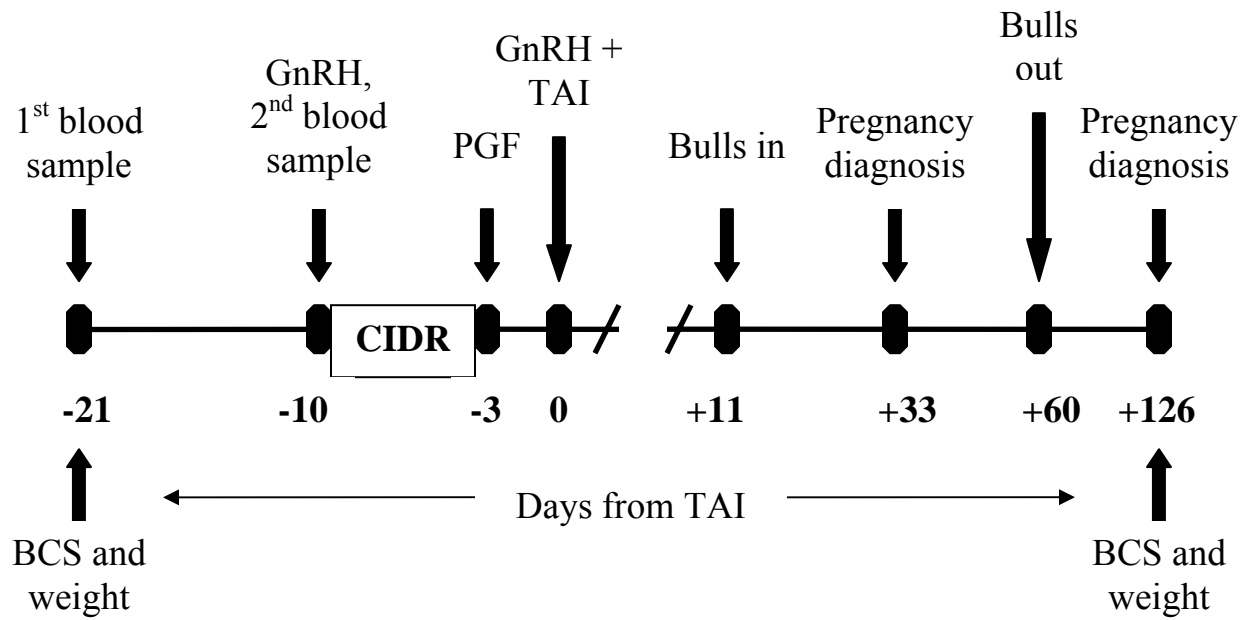 1st blood
sample
GnRH,
2nd blood
sample
PGF
GnRH +
TAI
Bulls in
Pregnancy
diagnosis
Bulls
out
Pregnancy
diagnosis
CIDR
-21
-10
-3
0
+11
+33
+60
+126
Days from TAI
BCS and
weight
BCS and
weight